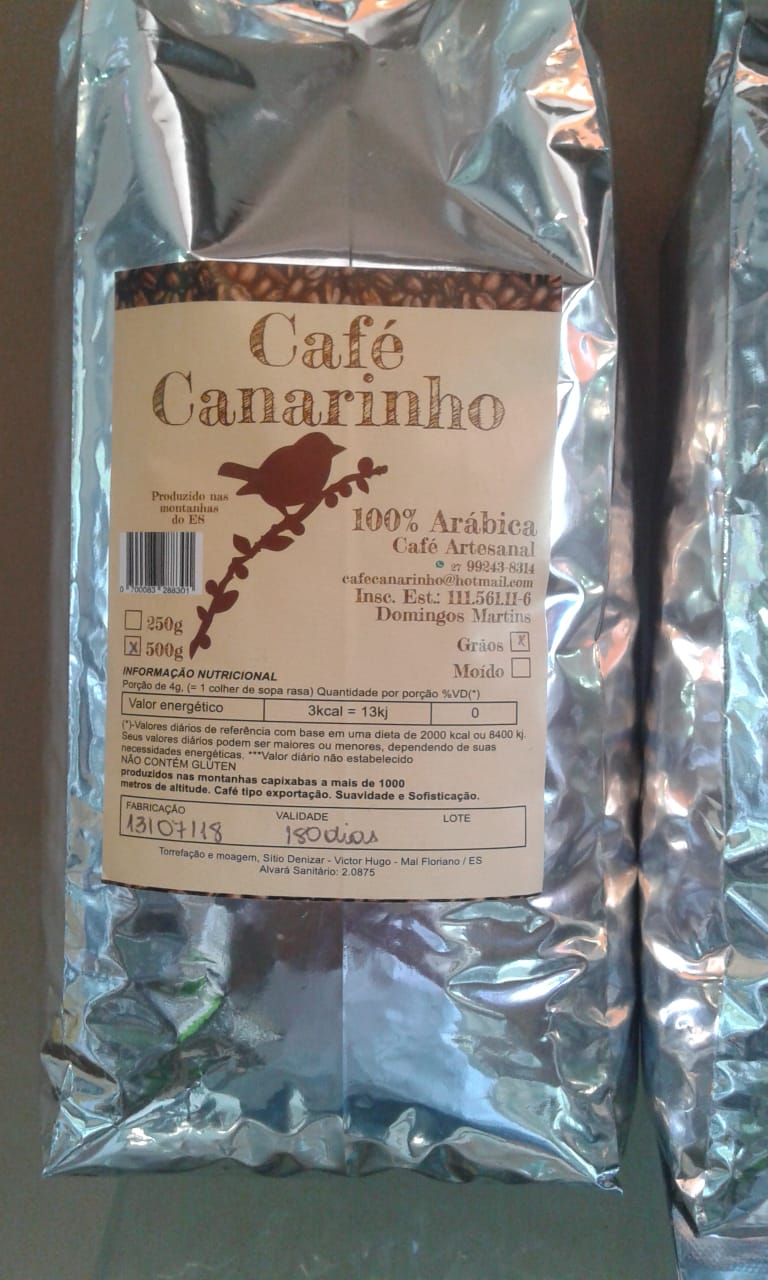 Café
Canarinho
Produzido nas
montanhas
do ES
100% Arábica
Café Artesanal
27 99243-8314
cafecanarinho@hotmail.com
Insc. Est.: 111.561.11-6
Domingos Martins
0 700083 288301
250g
X 500g
Grãos X
Moído
INFORMAÇÃO NUTRICIONAL
Porção de 4g, (= 1 colher de sopa rasa) Quantidade por porção %VD(*)
Valor energético 3kcal = 13kj 0
(*)-Valores diários de referência com base em uma dieta de 2000 kcal ou 8400 kj.
Seus valores diários podem ser maiores ou menores, dependendo de suas
necessidades energéticas. ***Valor diário não estabelecido
NÃO CONTÉM GLÚTEN
produzidos nas montanhas capixabas a mais de 1000
metros de altitude. Café tipo exportação. Suavidade e Sofisticação.
FABRICAÇÃO VALIDADE LOTE
13/07/18 180 dias
Torrefação e moagem, Sítio Denizar - Victor Hugo - Mal Floriano / ES
Alvará Sanitário: 2.0875